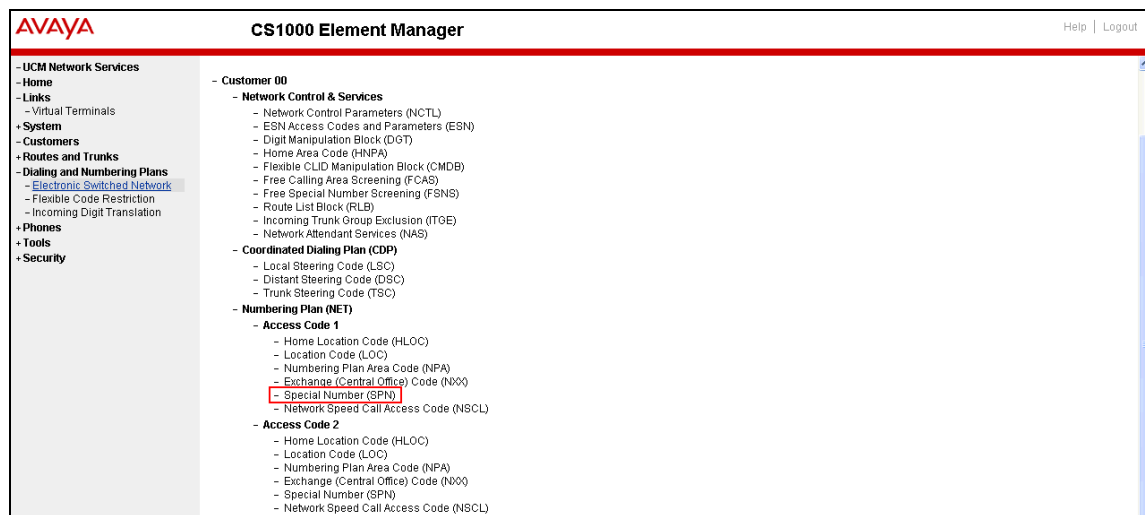 AVAYA
CS1000 Element Manager
Help | Logout
- UCM Network Services
- Home
- Links
- Virtual Terminals
+ System
- Customers
+ Routes and Trunks
- Dialing and Numbering Plans
- Electronic Switched Network
- Flexible Code Restriction
- Incoming Digit Translation
+ Phones
+ Tools
+ Security
- Customer 00
- Network Control & Services
- Network Control Parameters (NCTL)
- ESN Access Codes and Parameters (ESN)
- Digit Manipulation Block (DGT)
- Home Area Code (HNPA)
- Flexible CLID Manipulation Block (CMDB)
- Free Calling Area Screening (FCAS)
- Free Special Number Screening (FSNS)
- Route List Block (RLB)
- Incoming Trunk Group Exclusion (ITGE)
- Network Attendant Services (NAS)
- Coordinated Dialing Plan (CDP)
- Local Steering Code (LSC)
- Distant Steering Code (DSC)
- Trunk Steering Code (TSC)
- Numbering Plan (NET)
- Access Code 1
- Home Location Code (HLOC)
- Location Code (LOC)
- Numbering Plan Area Code (NPA)
- Exchange (Central Office) Code (NXX)
- Special Number (SPN)
- Network Speed Call Access Code (NSCL)
- Access Code 2
- Home Location Code (HLOC)
- Location Code (LOC)
- Numbering Plan Area Code (NPA)
- Exchange (Central Office) Code (NXX)
- Special Number (SPN)
- Network Speed Call Access Code (NSCL)